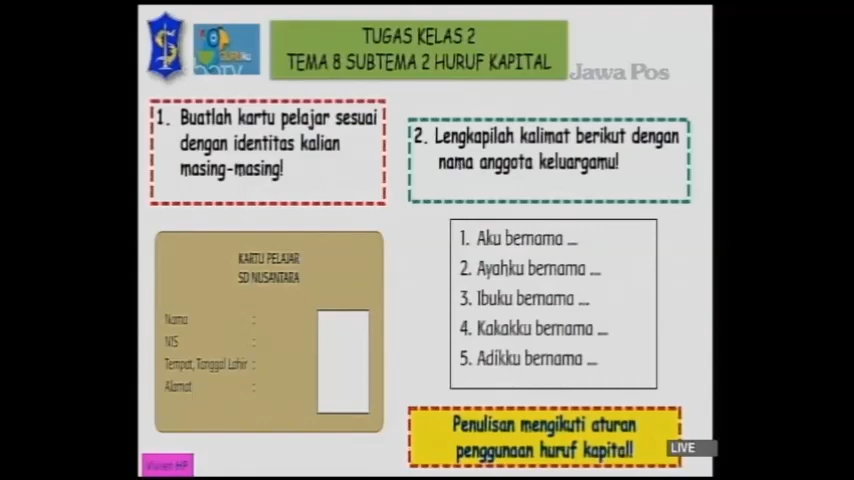 TUGAS KELAS 2
TEMA 8 SUBTEMA 2 HURUF KAPITAL
Jawa Pos
1. Buatlah kartu pelajar sesuai
dengan identitas kalian
masing-masing!
2. Lengkapilah kalimat berikut dengan
nama anggota keluargamu!
KARTU PELAJAR
SD NUSANTARA
Nama :
NIS :
Tempat, Tanggal Lahir :
Alamat :
1. Aku bernama ...
2. Ayahku bernama ...
3. Ibuku bernama ...
4. Kakakku bernama ...
5. Adikku bernama ...
Penulisan mengikuti aturan
penggunaan huruf kapital!
LIVE